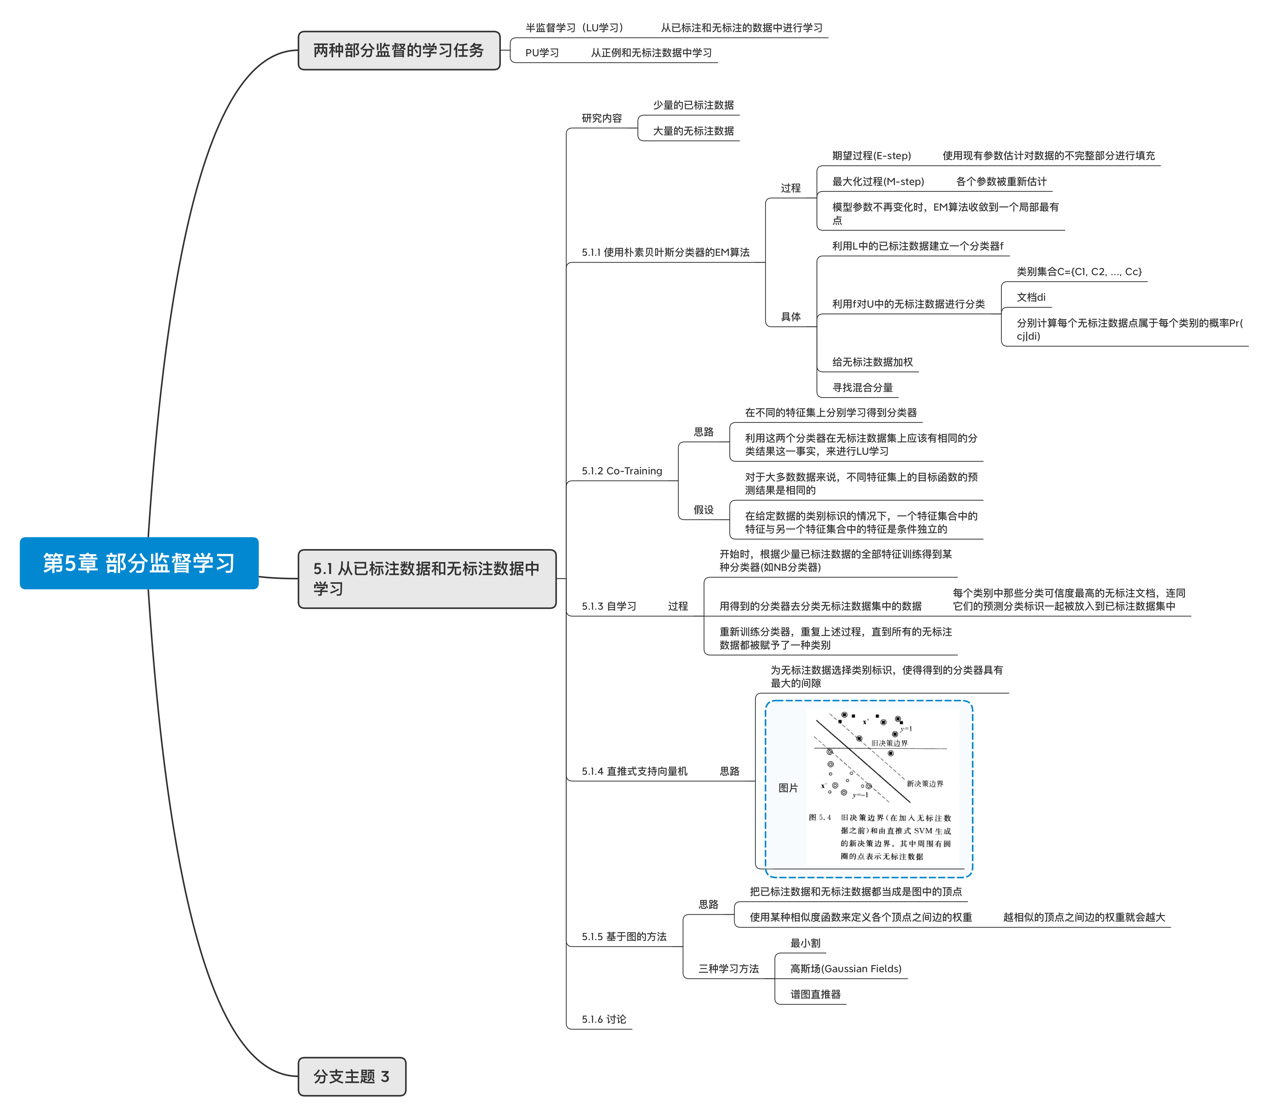 第5章 部分监督学习
两种部分监督的学习任务
半监督学习（LU学习）
从已标注和无标注的数据中进行学习
PU学习
从正例和无标注数据中学习
5.1 从已标注数据和无标注数据中
学习
研究内容
少量的已标注数据
大量的无标注数据
5.1.1 使用朴素贝叶斯分类器的EM算法
过程
期望过程(E-step)
使用现有参数估计对数据的不完整部分进行填充
最大化过程(M-step)
各个参数被重新估计
模型参数不再变化时，EM算法收敛到一个局部最有
点
具体
利用L中的已标注数据建立一个分类器f
利用f对U中的无标注数据进行分类
类别集合C={C1, C2, ..., Cc}
文档di
分别计算每个无标注数据点属于每个类别的概率Pr(
cj|di)
给无标注数据加权
寻找混合分量
5.1.2 Co-Training
思路
在不同的特征集上分别学习得到分类器
利用这两个分类器在无标注数据集上应该有相同的分
类结果这一事实，来进行LU学习
假设
对于大多数数据来说，不同特征集上的目标函数的预
测结果是相同的
在给定数据的类别标识的情况下，一个特征集合中的
特征与另一个特征集合中的特征是条件独立的
5.1.3 自学习
过程
开始时，根据少量已标注数据的全部特征训练得到某
种分类器(如NB分类器)
用得到的分类器去分类无标注数据集中的数据
每个类别中那些分类可信度最高的无标注文档，连同
它们的预测分类标识一起被放入到已标注数据集中
重新训练分类器，重复上述过程，直到所有的无标注
数据都被赋予了一种类别
5.1.4 直推式支持向量机
思路
为无标注数据选择类别标识，使得得到的分类器具有
最大的间隙
图片
x⁺
y=1
旧决策边界
新决策边界
x⁻
y=−1
图 5.4 旧决策边界(在加入无标注数
据之前)和由直推式 SVM 生成
的新决策边界。其中周围有圆
圈的点表示无标注数据
5.1.5 基于图的方法
思路
把已标注数据和无标注数据都当成是图中的顶点
使用某种相似度函数来定义各个顶点之间边的权重
越相似的顶点之间边的权重就会越大
三种学习方法
最小割
高斯场(Gaussian Fields)
谱图直推器
5.1.6 讨论
分支主题 3